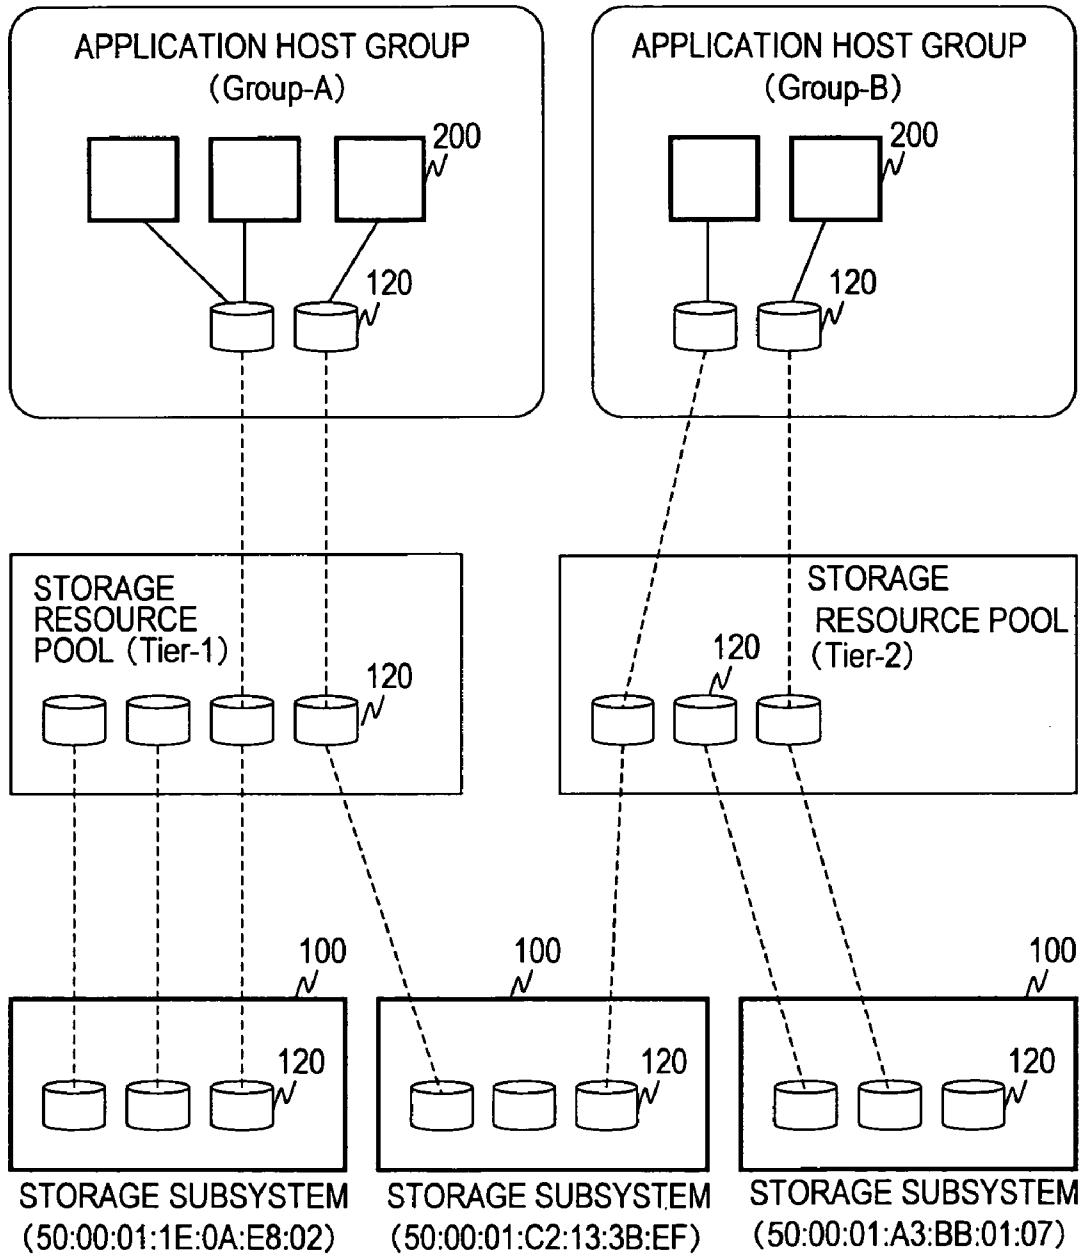 APPLICATION HOST GROUP
(Group-A)
200
120
APPLICATION HOST GROUP
(Group-B)
200
120
STORAGE
RESOURCE
POOL (Tier-1)
120
STORAGE
RESOURCE POOL
(Tier-2)
120
100
120
STORAGE SUBSYSTEM
(50:00:01:1E:0A:E8:02)
100
120
STORAGE SUBSYSTEM
(50:00:01:C2:13:3B:EF)
100
120
STORAGE SUBSYSTEM
(50:00:01:A3:BB:01:07)